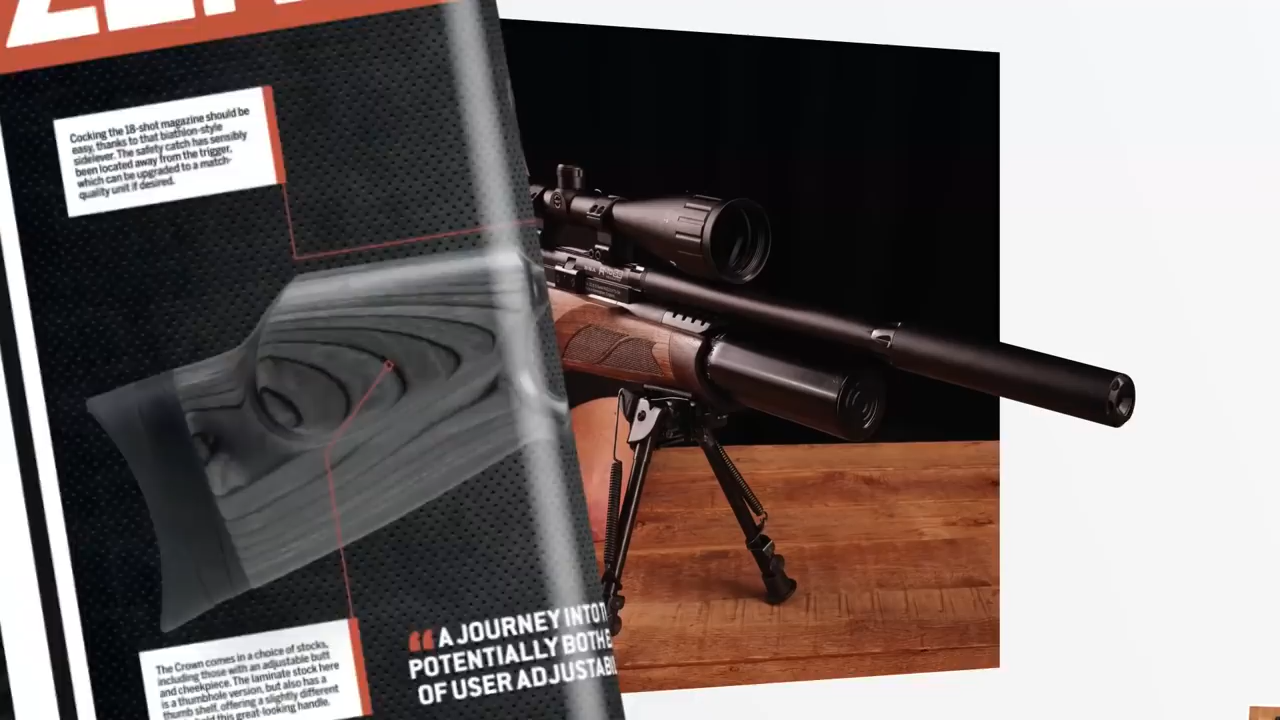 Cocking the 18-shot magazine should be
easy, thanks to that biathlon-style
sidelever. The safety catch has sensibly
been located away from the trigger,
which can be upgraded to a match-
quality unit if desired.
The Crown comes in a choice of stocks,
including those with an adjustable butt
and cheekpiece. The laminate stock here
is a thumbhole version, but also has a
thumb shelf, offering a slightly different
hold this great-looking handle.
“A JOURNEY INTO
POTENTIALLY BOTH
OF USER ADJUSTAB